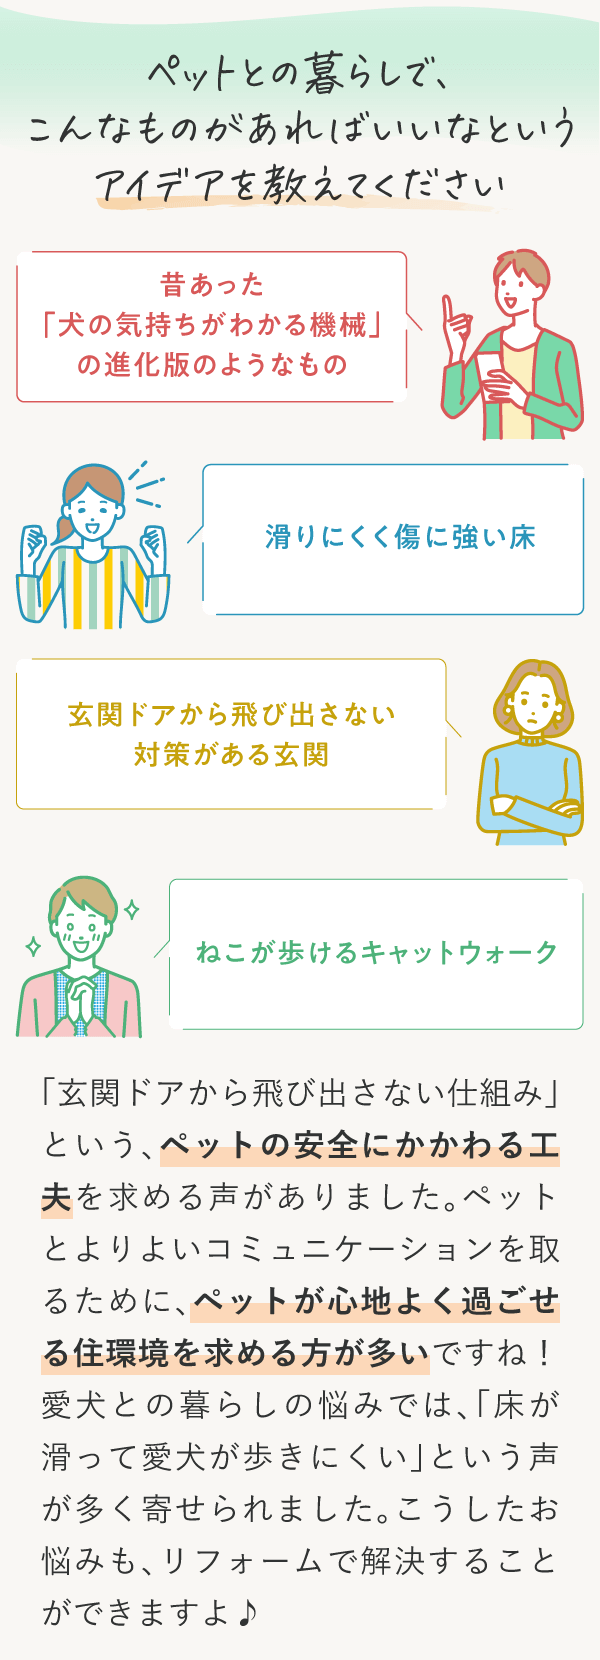 ペットとの暮らしで、
こんなものがあればいいなという
アイデアを教えてください
昔あった
「犬の気持ちがわかる機械」
の進化版のようなもの
滑りにくく傷に強い床
玄関ドアから飛び出さない
対策がある玄関
ねこが歩けるキャットウォーク
「玄関ドアから飛び出さない仕組み」
という、ペットの安全にかかわる工
夫を求める声がありました。ペット
とよりよいコミュニケーションを取
るために、ペットが心地よく過ごせ
る住環境を求める方が多いですね！
愛犬との暮らしの悩みでは、「床が
滑って愛犬が歩きにくい」という声
が多く寄せられました。こうしたお
悩みも、リフォームで解決すること
ができますよ♪